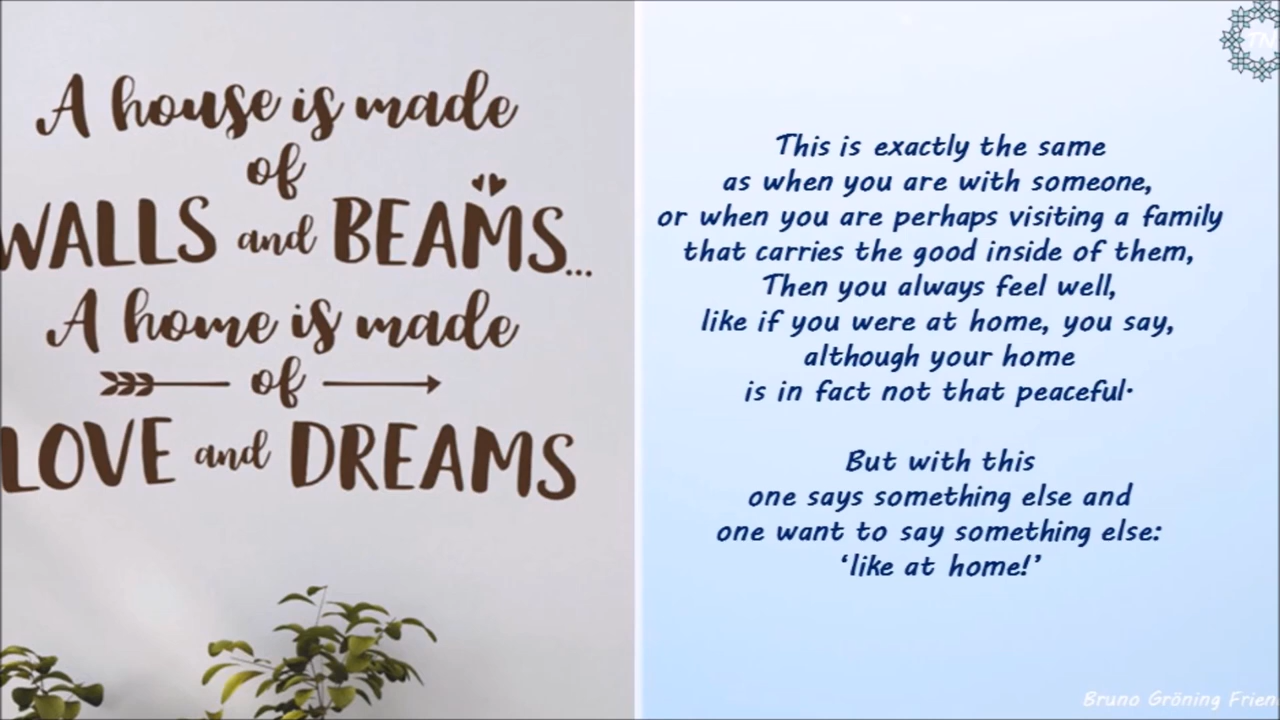 A house is made
of
WALLS and BEAMS...
A home is made
of
LOVE and DREAMS
TN
This is exactly the same
as when you are with someone,
or when you are perhaps visiting a family
that carries the good inside of them,
Then you always feel well,
like if you were at home, you say,
although your home
is in fact not that peaceful·
But with this
one says something else and
one want to say something else:
‘like at home!’
Bruno Gröning Frien